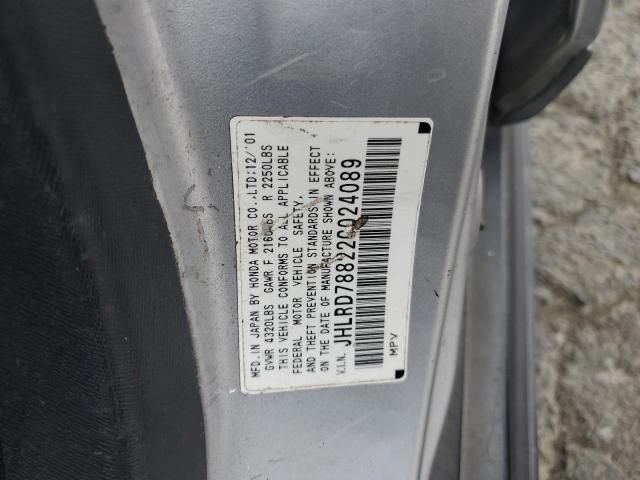 MFD.IN JAPAN BY HONDA MOTOR CO.,LTD:12/'01
GVWR 4320LBS GAWR F 2160LBS R 2250LBS
THIS VEHICLE CONFORMS TO ALL APPLICABLE
FEDERAL MOTOR VEHICLE SAFETY,
AND THEFT PREVENTION STANDARDS IN EFFECT
ON THE DATE OF MANUFACTURE SHOWN ABOVE:
V.I.N. JHLRD78822C024089
MPV